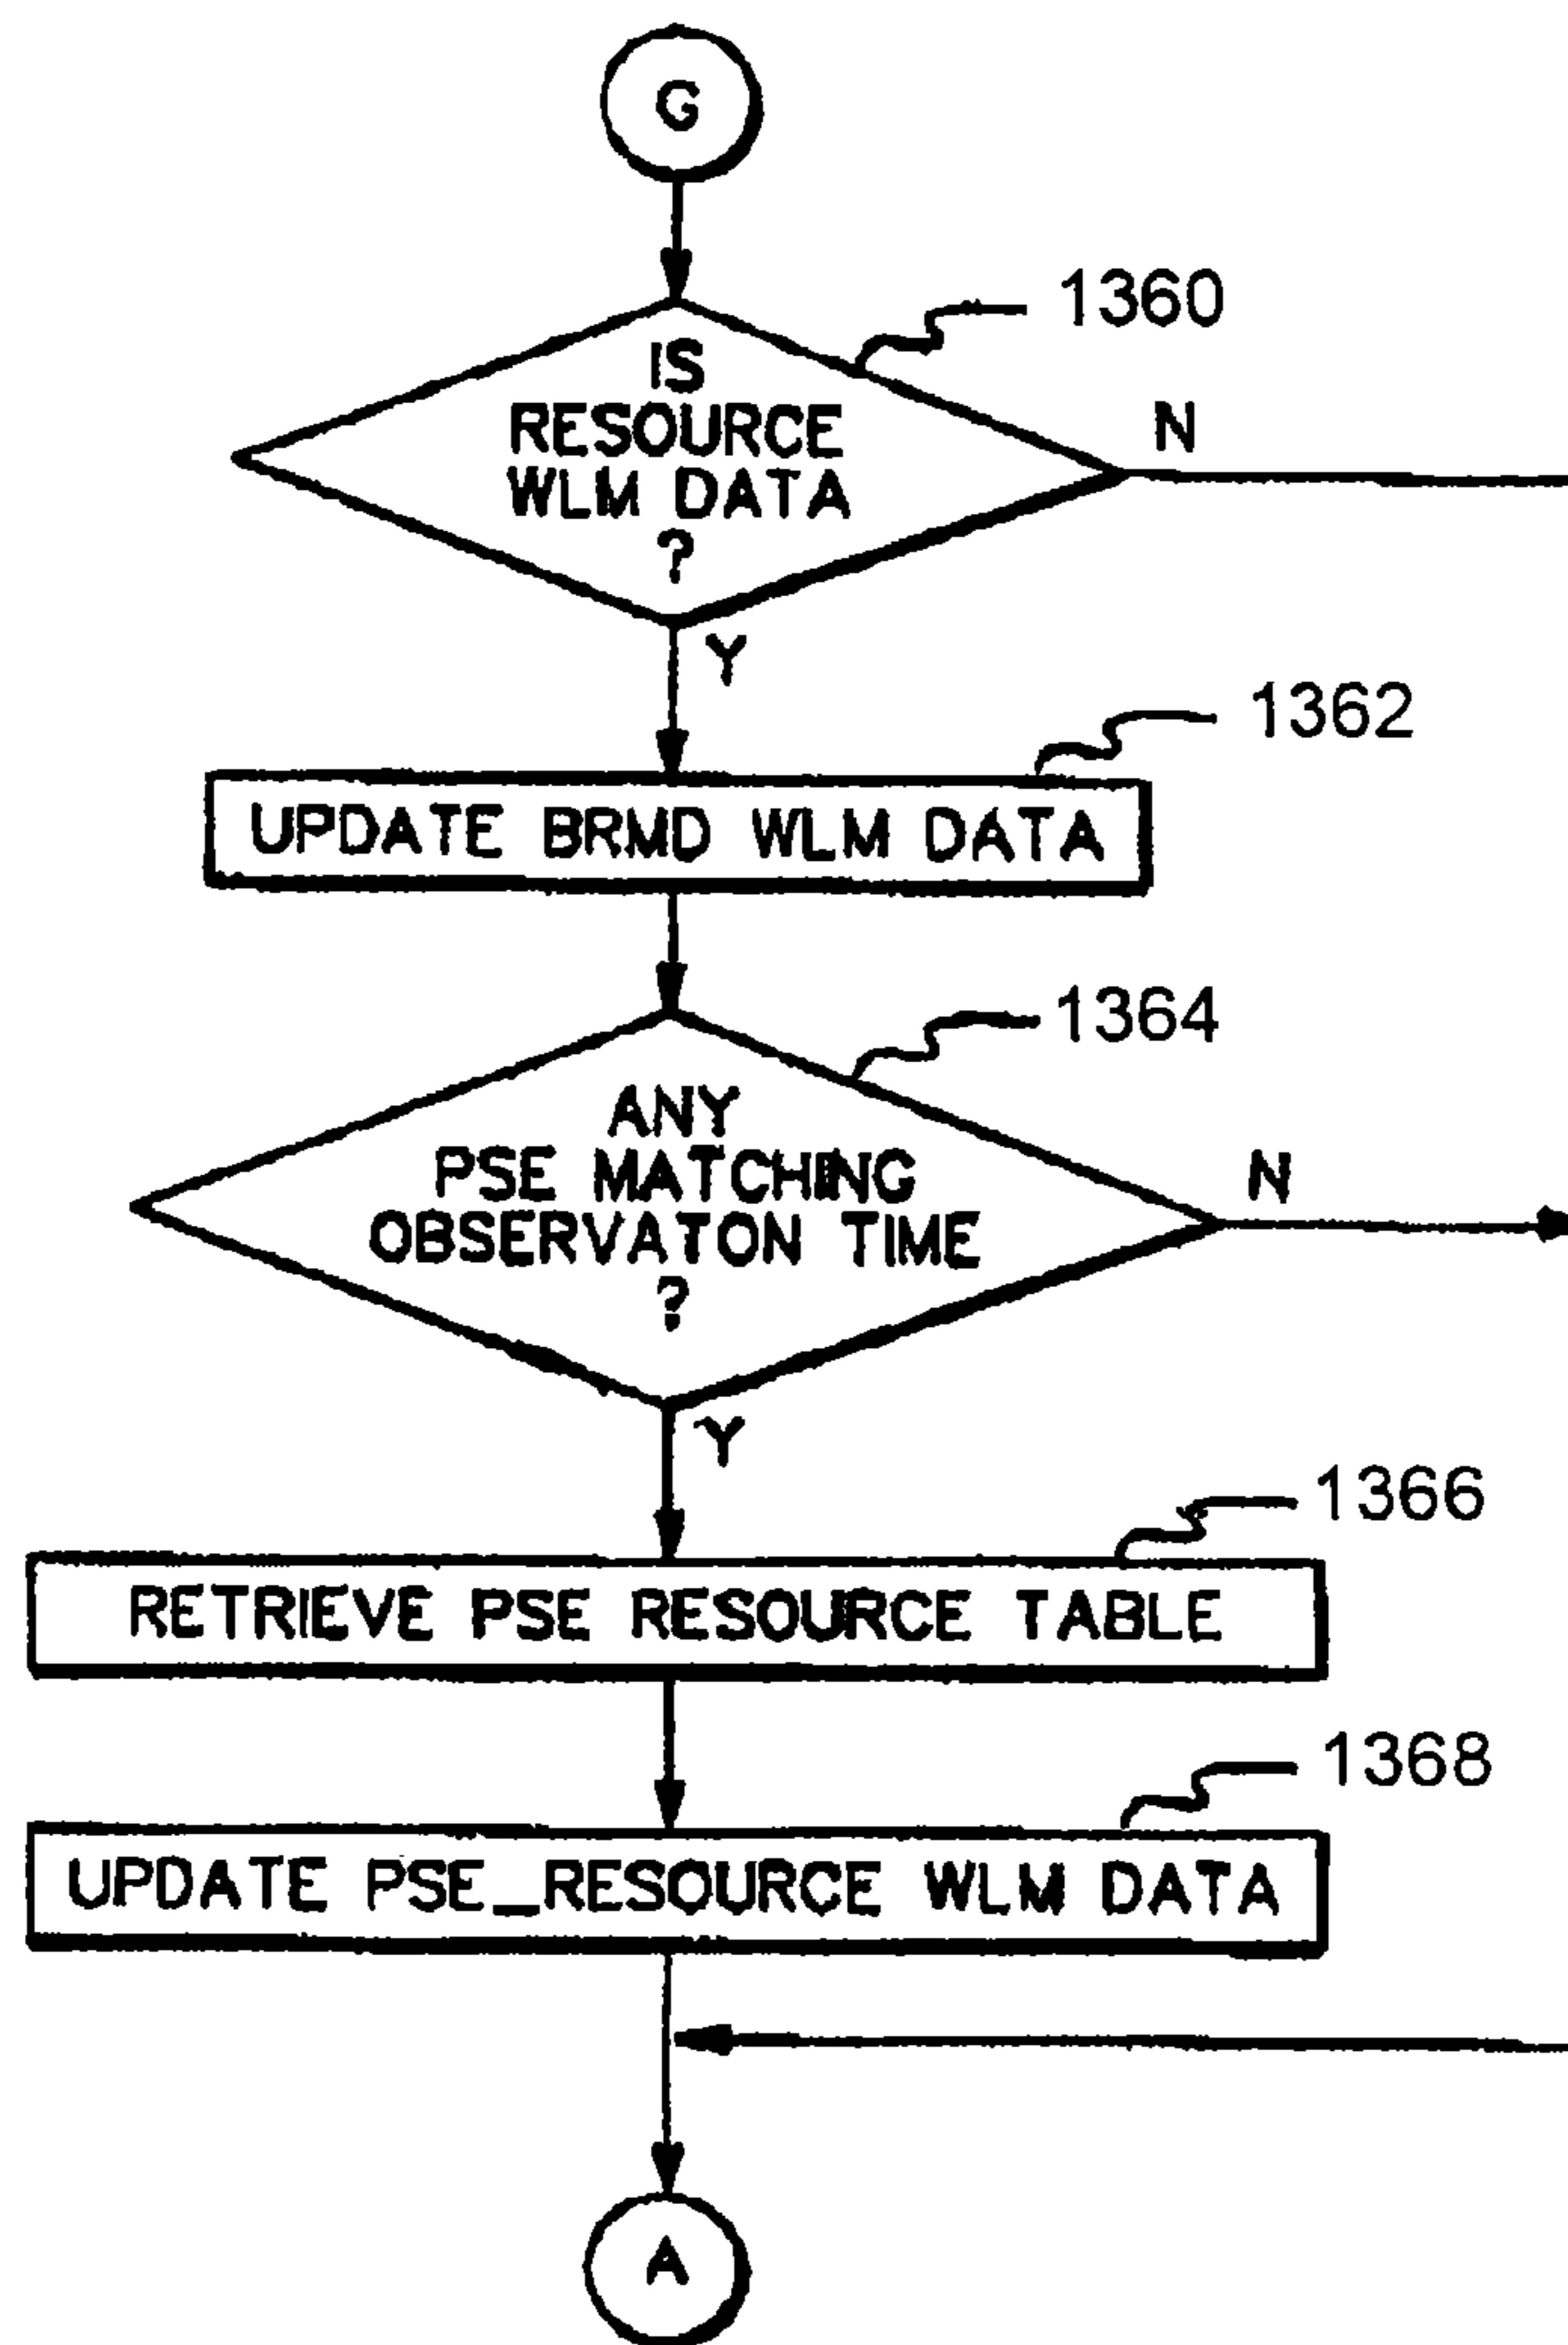 G
1360
IS
RESOURCE
WLM DATA
?
N
Y
1362
UPDATE BRMD WLM DATA
1364
ANY
PSE MATCHING
OBSERVATON TIME
?
N
Y
1366
RETRIEVE PSE RESOURCE TABLE
1368
UPDATE PSE_RESOURCE WLM DATA
A